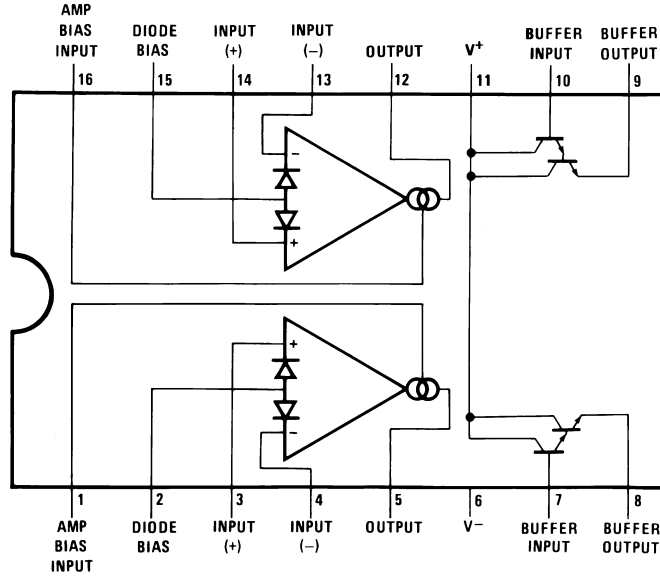 AMP
BIAS
INPUT
DIODE
BIAS
INPUT
(+)
INPUT
(−)
OUTPUT
V+
BUFFER
INPUT
BUFFER
OUTPUT
16
15
14
13
12
11
10
9
−
+
+
−
1
2
3
4
5
6
7
8
AMP
BIAS
INPUT
DIODE
BIAS
INPUT
(+)
INPUT
(−)
OUTPUT
V−
BUFFER
INPUT
BUFFER
OUTPUT